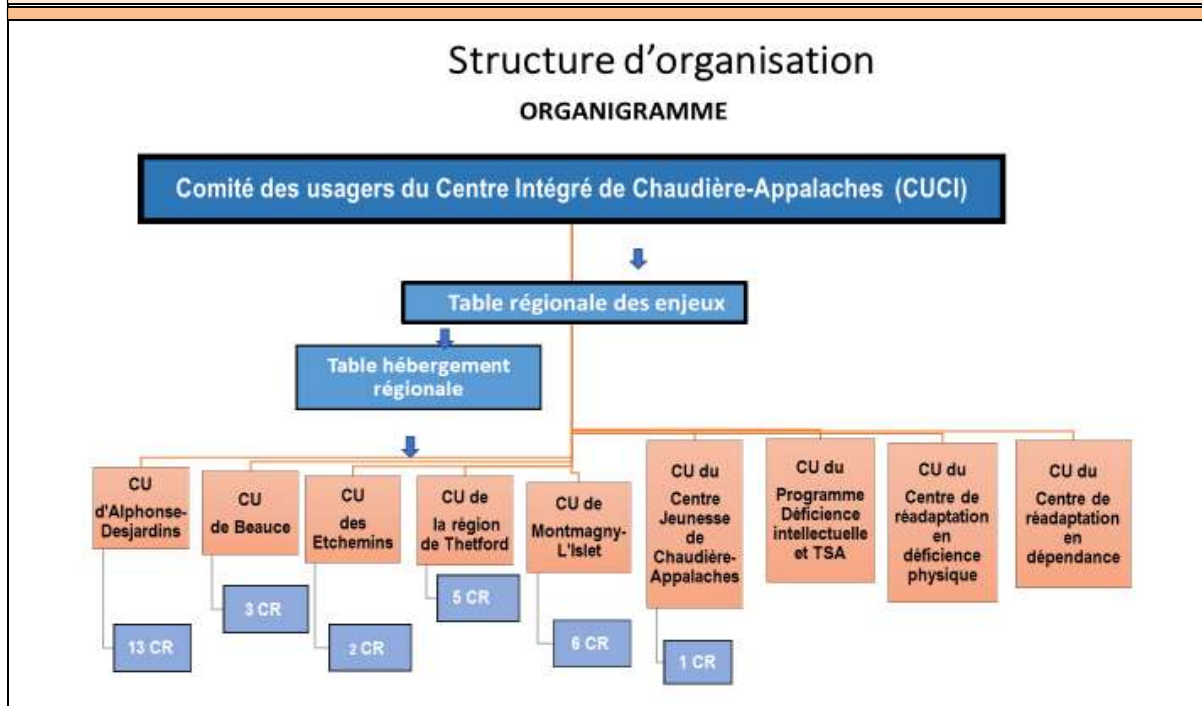 Structure d'organisation
ORGANIGRAMME
Comité des usagers du Centre Intégré de Chaudière-Appalaches (CUCI)
Table régionale des enjeux
Table hébergement
régionale
CU
d'Alphonse-
Desjardins
13 CR
CU
de Beauce
3 CR
CU
des
Etchemins
2 CR
CU de
la région
de Thetford
5 CR
CU de
Montmagny-
L'Islet
6 CR
CU du
Centre
Jeunesse
de
Chaudière-
Appalaches
1 CR
CU du
Programme
Déficience
intellectuelle
et TSA
CU du
Centre de
réadaptation
en
déficience
physique
CU du
Centre de
réadaptation
en
dépendance